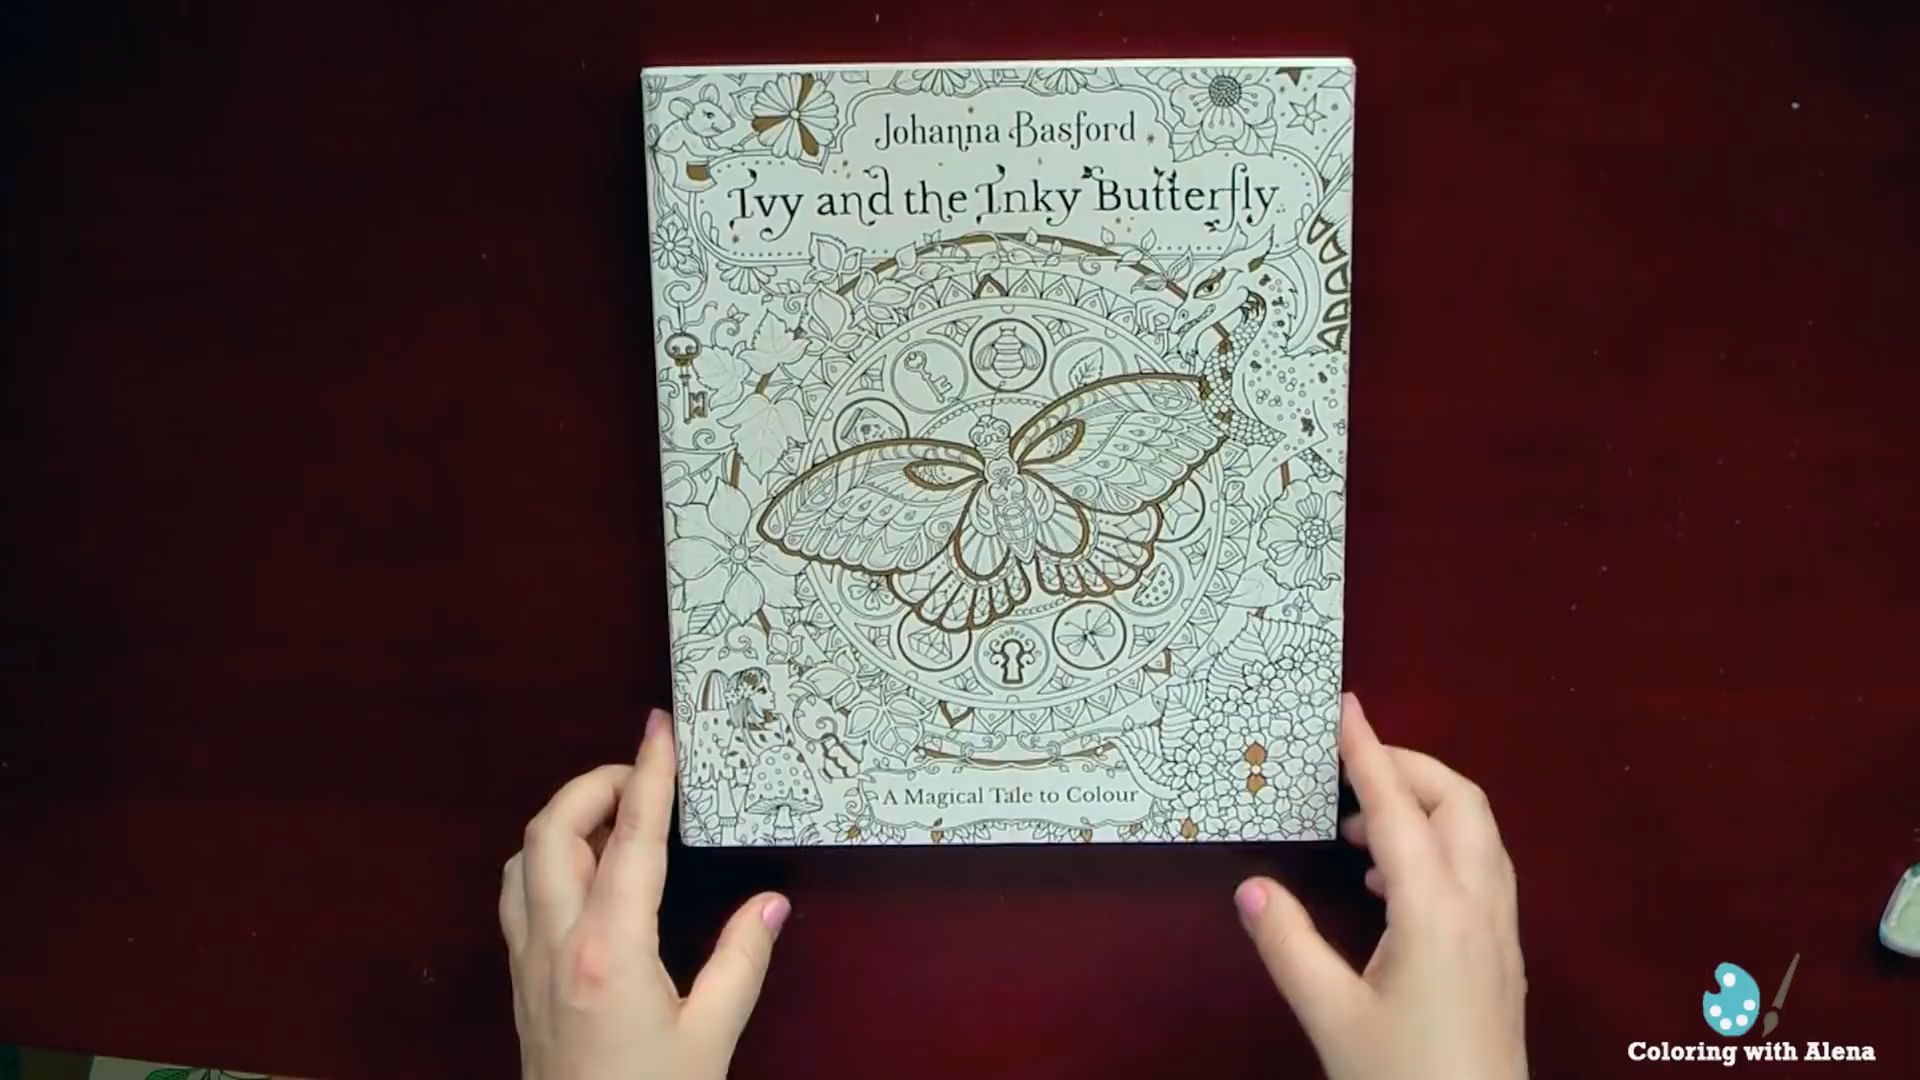 Johanna Basford
Ivy and the Inky Butterfly
A Magical Tale to Colour
Coloring with Alena